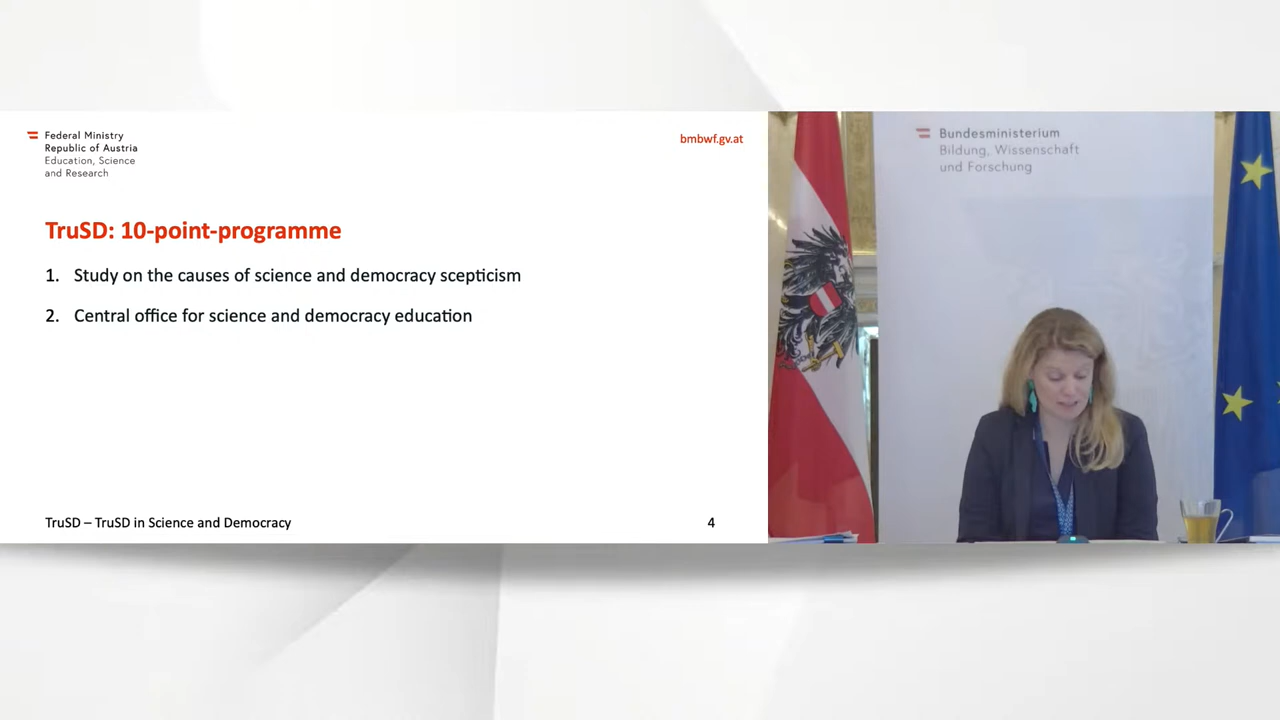 Federal Ministry
Republic of Austria
Education, Science
and Research
bmbwf.gv.at
TruSD: 10-point-programme
1. Study on the causes of science and democracy scepticism
2. Central office for science and democracy education
TruSD – TruSD in Science and Democracy
4
Bundesministerium
Bildung, Wissenschaft
und Forschung